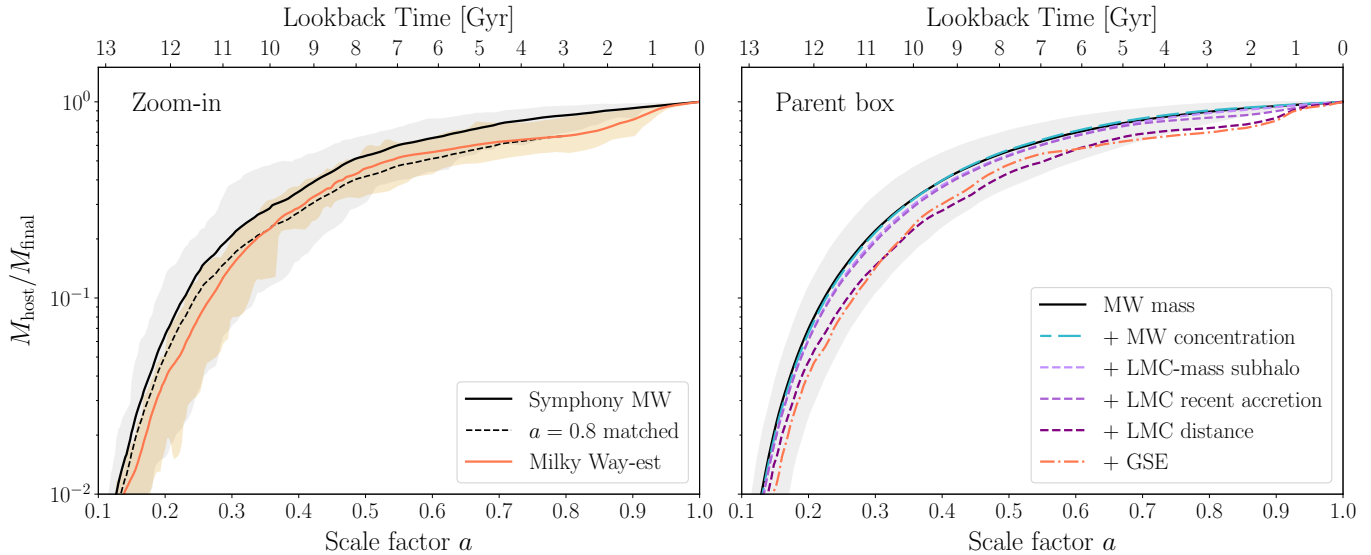 Lookback Time [Gyr]
13 12 11 10 9 8 7 6 5 4 3 2 1 0
Zoom-in
10⁰
10⁻¹
10⁻²
M_host/M_final
Symphony MW
a = 0.8 matched
Milky Way-est
0.1 0.2 0.3 0.4 0.5 0.6 0.7 0.8 0.9 1.0
Scale factor a
Lookback Time [Gyr]
13 12 11 10 9 8 7 6 5 4 3 2 1 0
Parent box
MW mass
+ MW concentration
+ LMC-mass subhalo
+ LMC recent accretion
+ LMC distance
+ GSE
0.1 0.2 0.3 0.4 0.5 0.6 0.7 0.8 0.9 1.0
Scale factor a